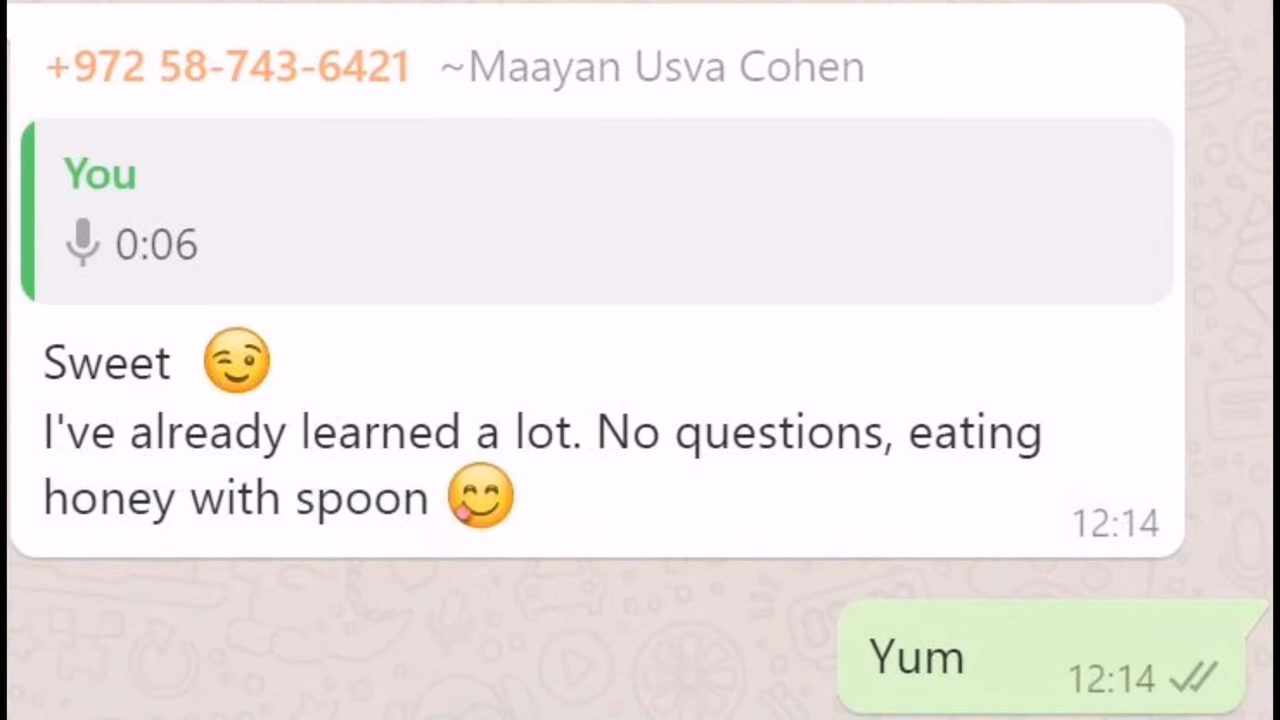 +972 58-743-6421 ~Maayan Usva Cohen
You
0:06
Sweet 😉
I've already learned a lot. No questions, eating
honey with spoon 😋
12:14
Yum
12:14